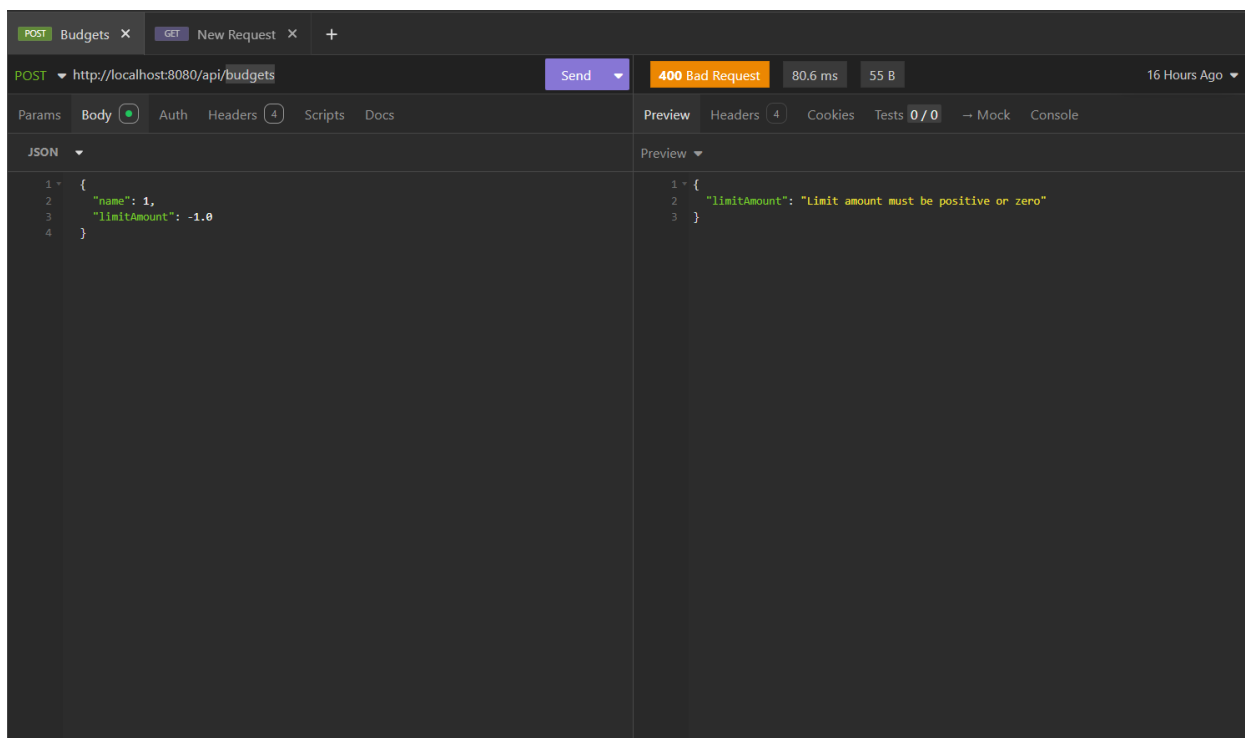 POST Budgets × GET New Request × +
POST http://localhost:8080/api/budgets Send 400 Bad Request 80.6 ms 55 B 16 Hours Ago
Params Body Auth Headers 4 Scripts Docs Preview Headers 4 Cookies Tests 0 / 0 → Mock Console
JSON Preview
1 {
2 "name": 1,
3 "limitAmount": -1.0
4 }
1 {
2 "limitAmount": "Limit amount must be positive or zero"
3 }